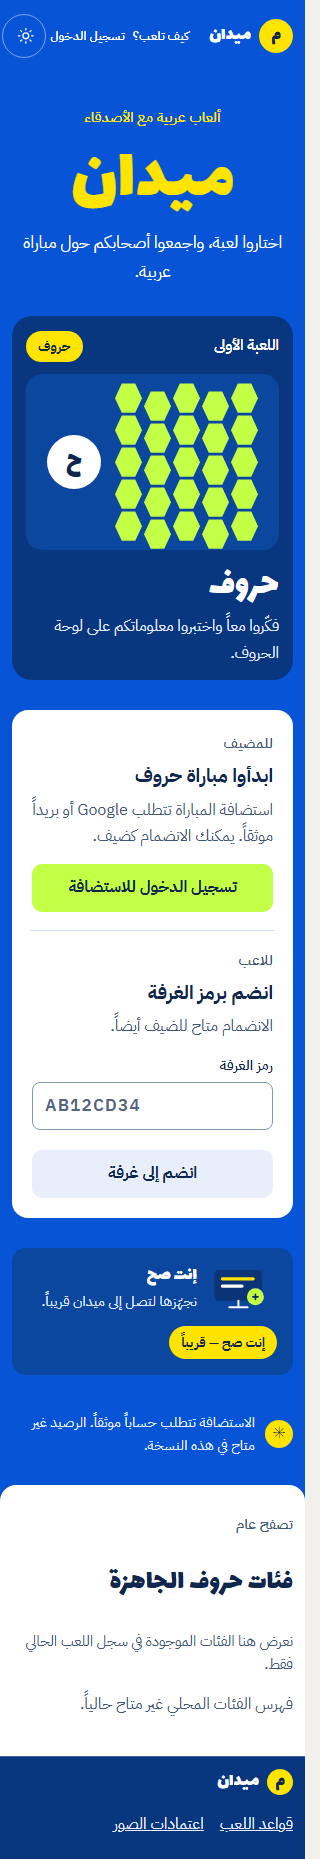 م ميدان كيف تلعب؟ تسجيل الدخول
ألعاب عربية مع الأصدقاء
ميدان
اختاروا لعبة، واجمعوا أصحابكم حول مباراة
عربية.
اللعبة الأولى حروف
ح
حروف
فكّروا معاً واختبروا معلوماتكم على لوحة
الحروف.
للمضيف
ابدأوا مباراة حروف
استضافة المباراة تتطلب Google أو بريداً
موثقاً. يمكنك الانضمام كضيف.
تسجيل الدخول للاستضافة
للاعب
انضم برمز الغرفة
الانضمام متاح للضيف أيضاً.
رمز الغرفة
AB12CD34
انضم إلى غرفة
إنت صح
نجهّزها لتصل إلى ميدان قريباً.
إنت صح — قريباً
الاستضافة تتطلب حساباً موثقاً. الرصيد غير
متاح في هذه النسخة.
تصفح عام
فئات حروف الجاهزة
نعرض هنا الفئات الموجودة في سجل اللعب الحالي
فقط.
فهرس الفئات المحلي غير متاح حالياً.
م ميدان
قواعد اللعب اعتمادات الصور